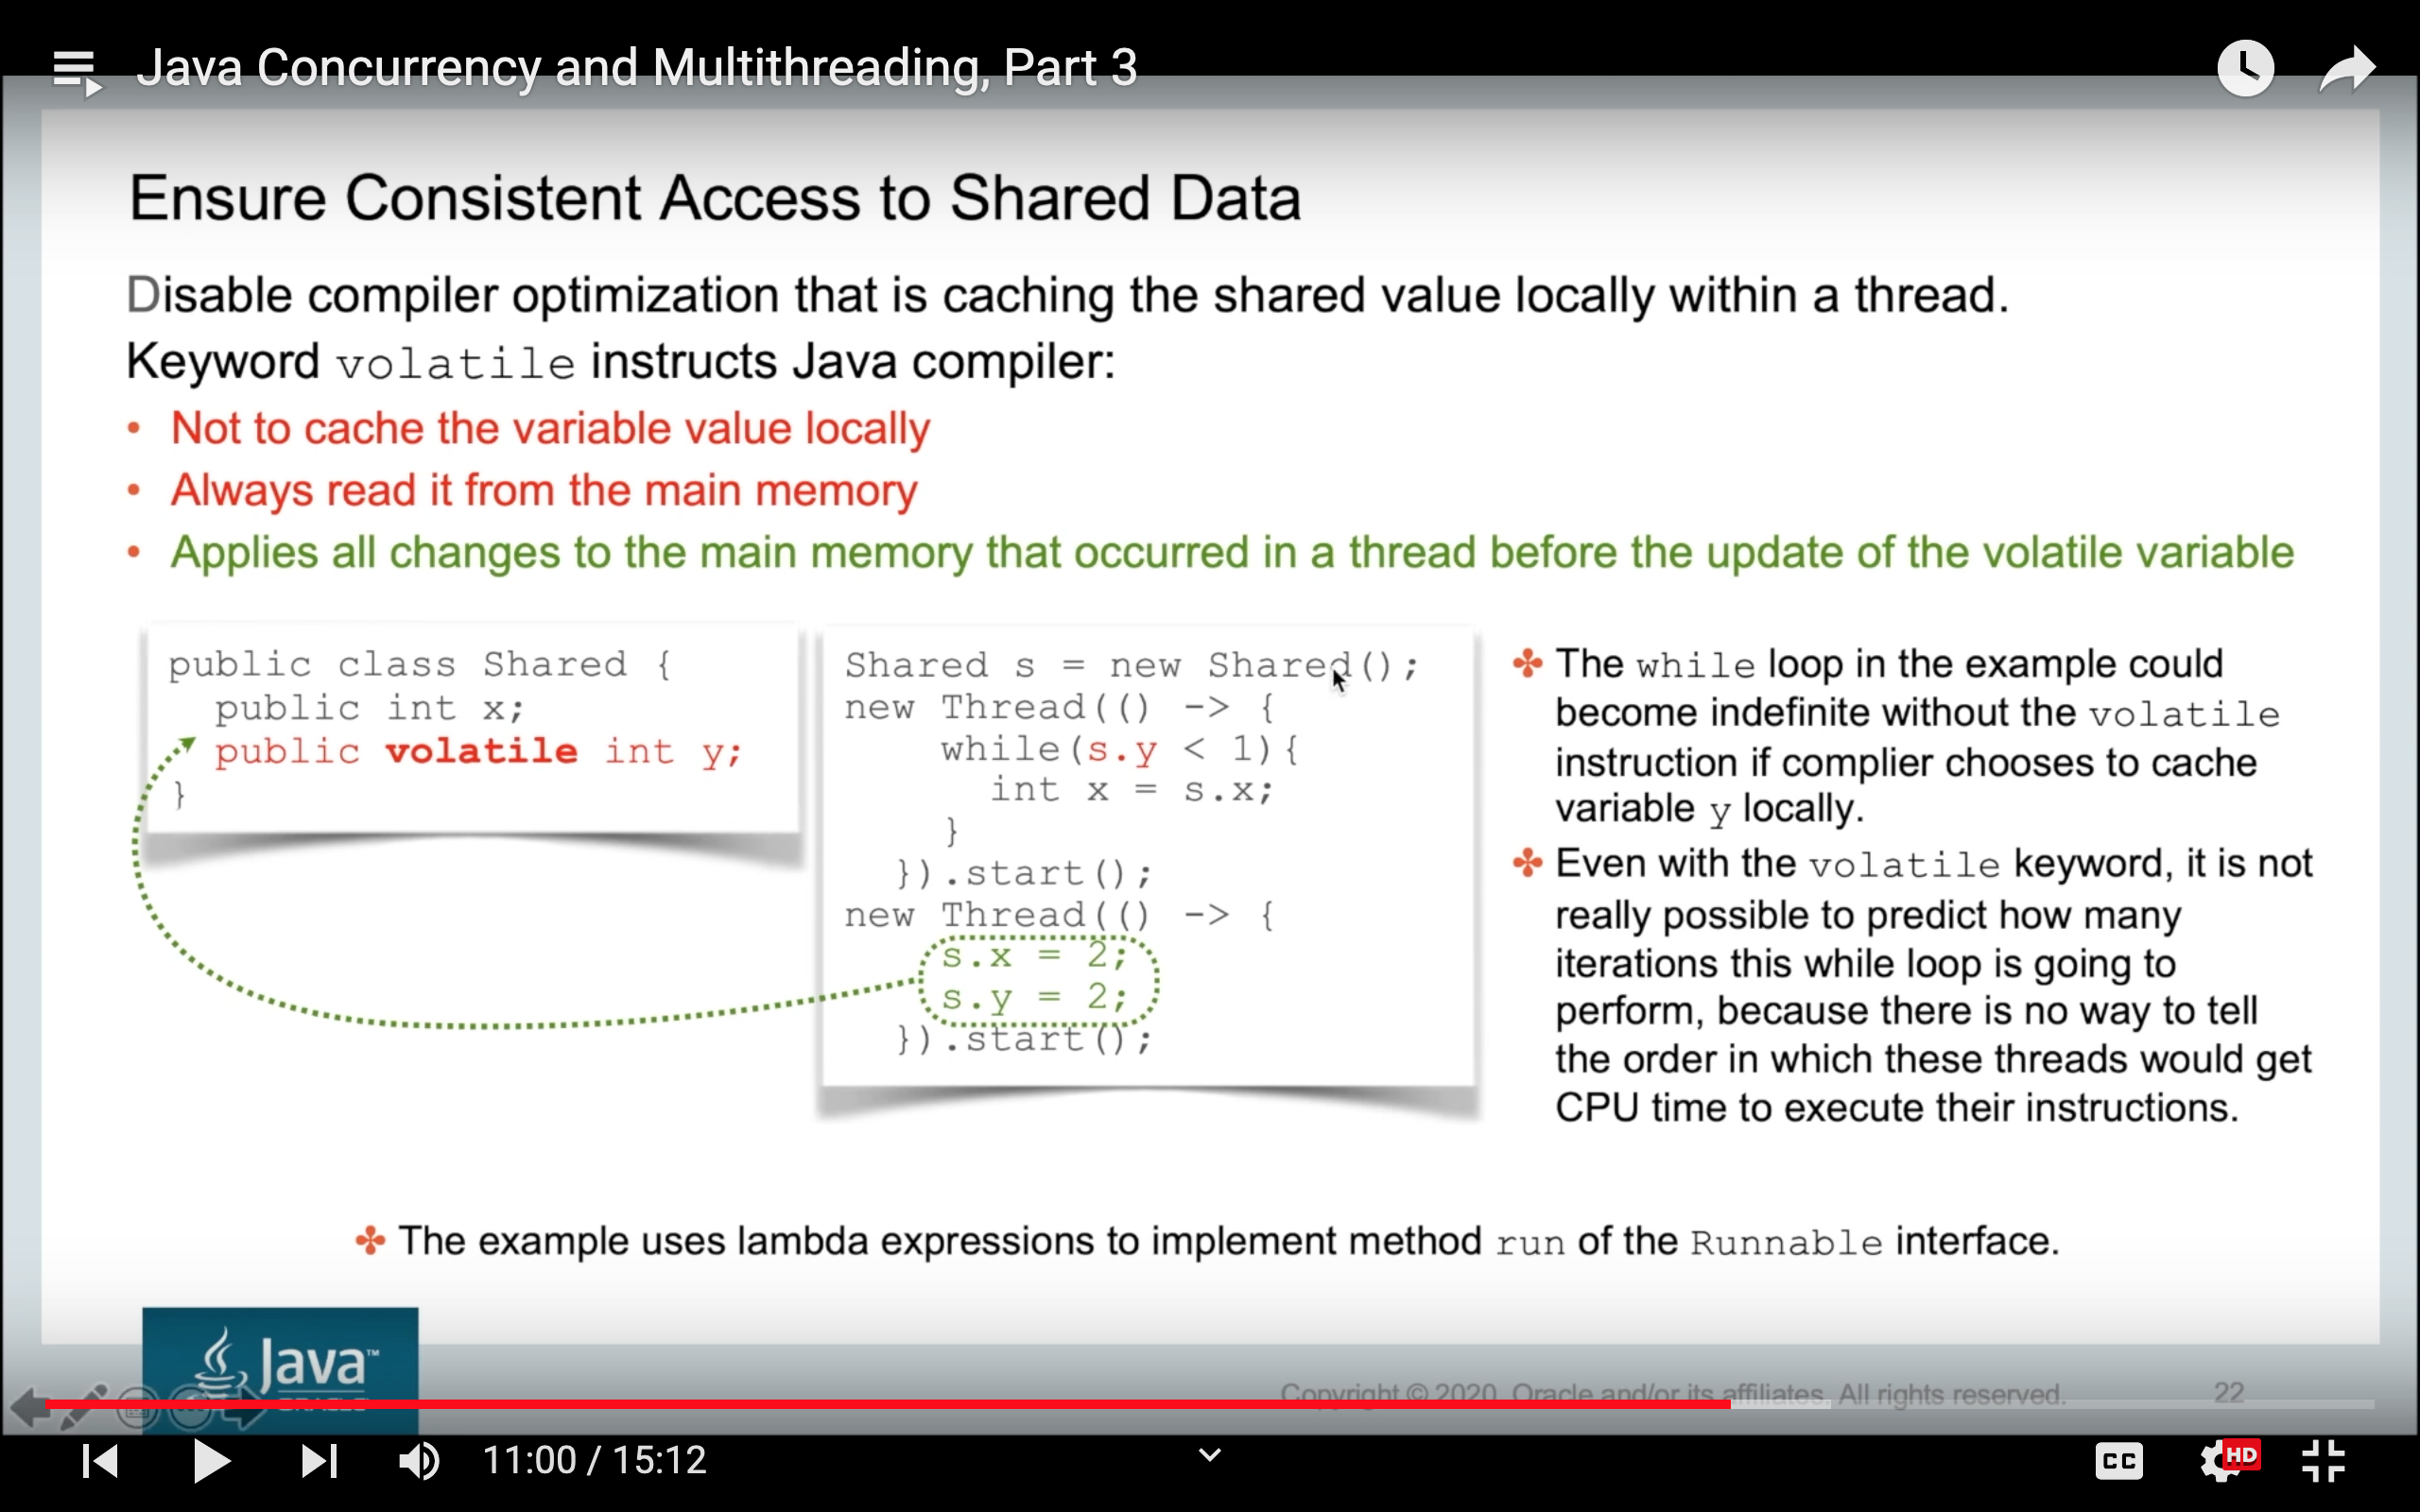 Java Concurrency and Multithreading, Part 3
Ensure Consistent Access to Shared Data
Disable compiler optimization that is caching the shared value locally within a thread.
Keyword volatile instructs Java compiler:
• Not to cache the variable value locally
• Always read it from the main memory
• Applies all changes to the main memory that occurred in a thread before the update of the volatile variable
public class Shared {
public int x;
public volatile int y;
}
Shared s = new Shared();
new Thread(() -> {
while(s.y < 1){
int x = s.x;
}
}).start();
new Thread(() -> {
s.x = 2;
s.y = 2;
}).start();
The while loop in the example could
become indefinite without the volatile
instruction if complier chooses to cache
variable y locally.
Even with the volatile keyword, it is not
really possible to predict how many
iterations this while loop is going to
perform, because there is no way to tell
the order in which these threads would get
CPU time to execute their instructions.
The example uses lambda expressions to implement method run of the Runnable interface.
Java™
Copyright © 2020, Oracle and/or its affiliates. All rights reserved.
22
11:00 / 15:12
CC
HD